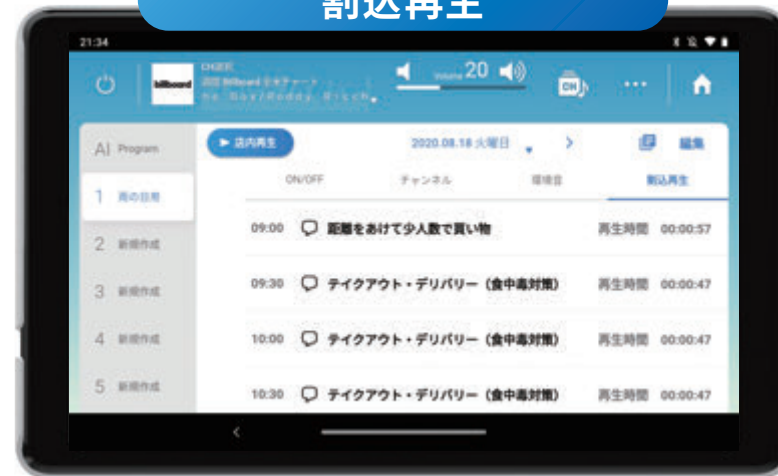 割込再生
21:34
billboard
Volume 20
CH
AI Program
店内再生
2020.08.18 火曜日
編集
ON/OFF
チャンネル
環境音
割込再生
1 雨の日用
2 新規作成
3 新規作成
4 新規作成
5 新規作成
09:00 距離をあけて少人数で買い物 再生時間 00:00:57
09:30 テイクアウト・デリバリー（食中毒対策） 再生時間 00:00:47
10:00 テイクアウト・デリバリー（食中毒対策） 再生時間 00:00:47
10:30 テイクアウト・デリバリー（食中毒対策） 再生時間 00:00:47